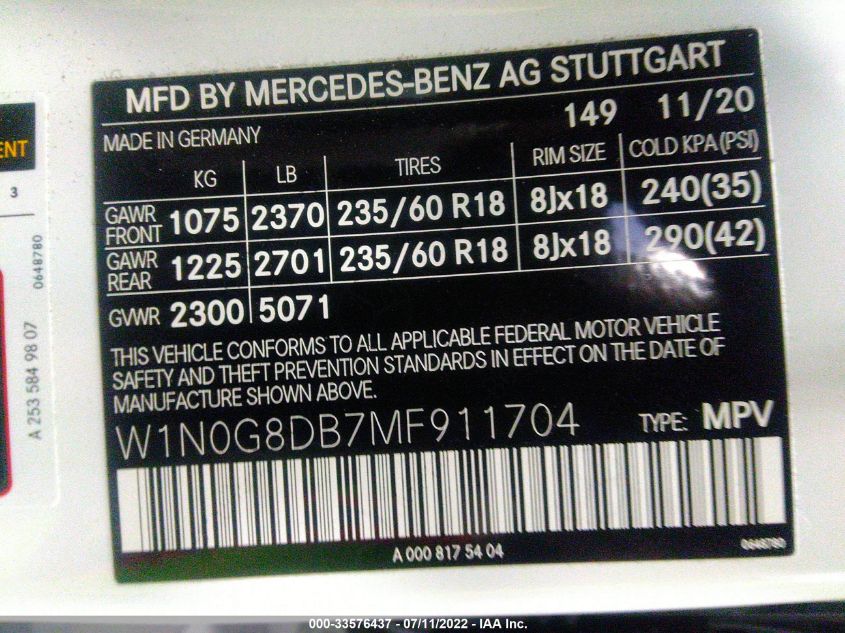 MFD BY MERCEDES-BENZ AG STUTTGART
MADE IN GERMANY 149 11/20
KG LB TIRES RIM SIZE COLD KPA (PSI)
GAWR FRONT 1075 2370 235/60 R18 8Jx18 240(35)
GAWR REAR 1225 2701 235/60 R18 8Jx18 290(42)
GVWR 2300 5071
THIS VEHICLE CONFORMS TO ALL APPLICABLE FEDERAL MOTOR VEHICLE
SAFETY AND THEFT PREVENTION STANDARDS IN EFFECT ON THE DATE OF
MANUFACTURE SHOWN ABOVE.
W1N0G8DB7MF911704 TYPE: MPV
A 000 817 54 04
0648780
ENT
3
0648780
A 253 584 98 07
000-33576437 - 07/11/2022 - IAA Inc.